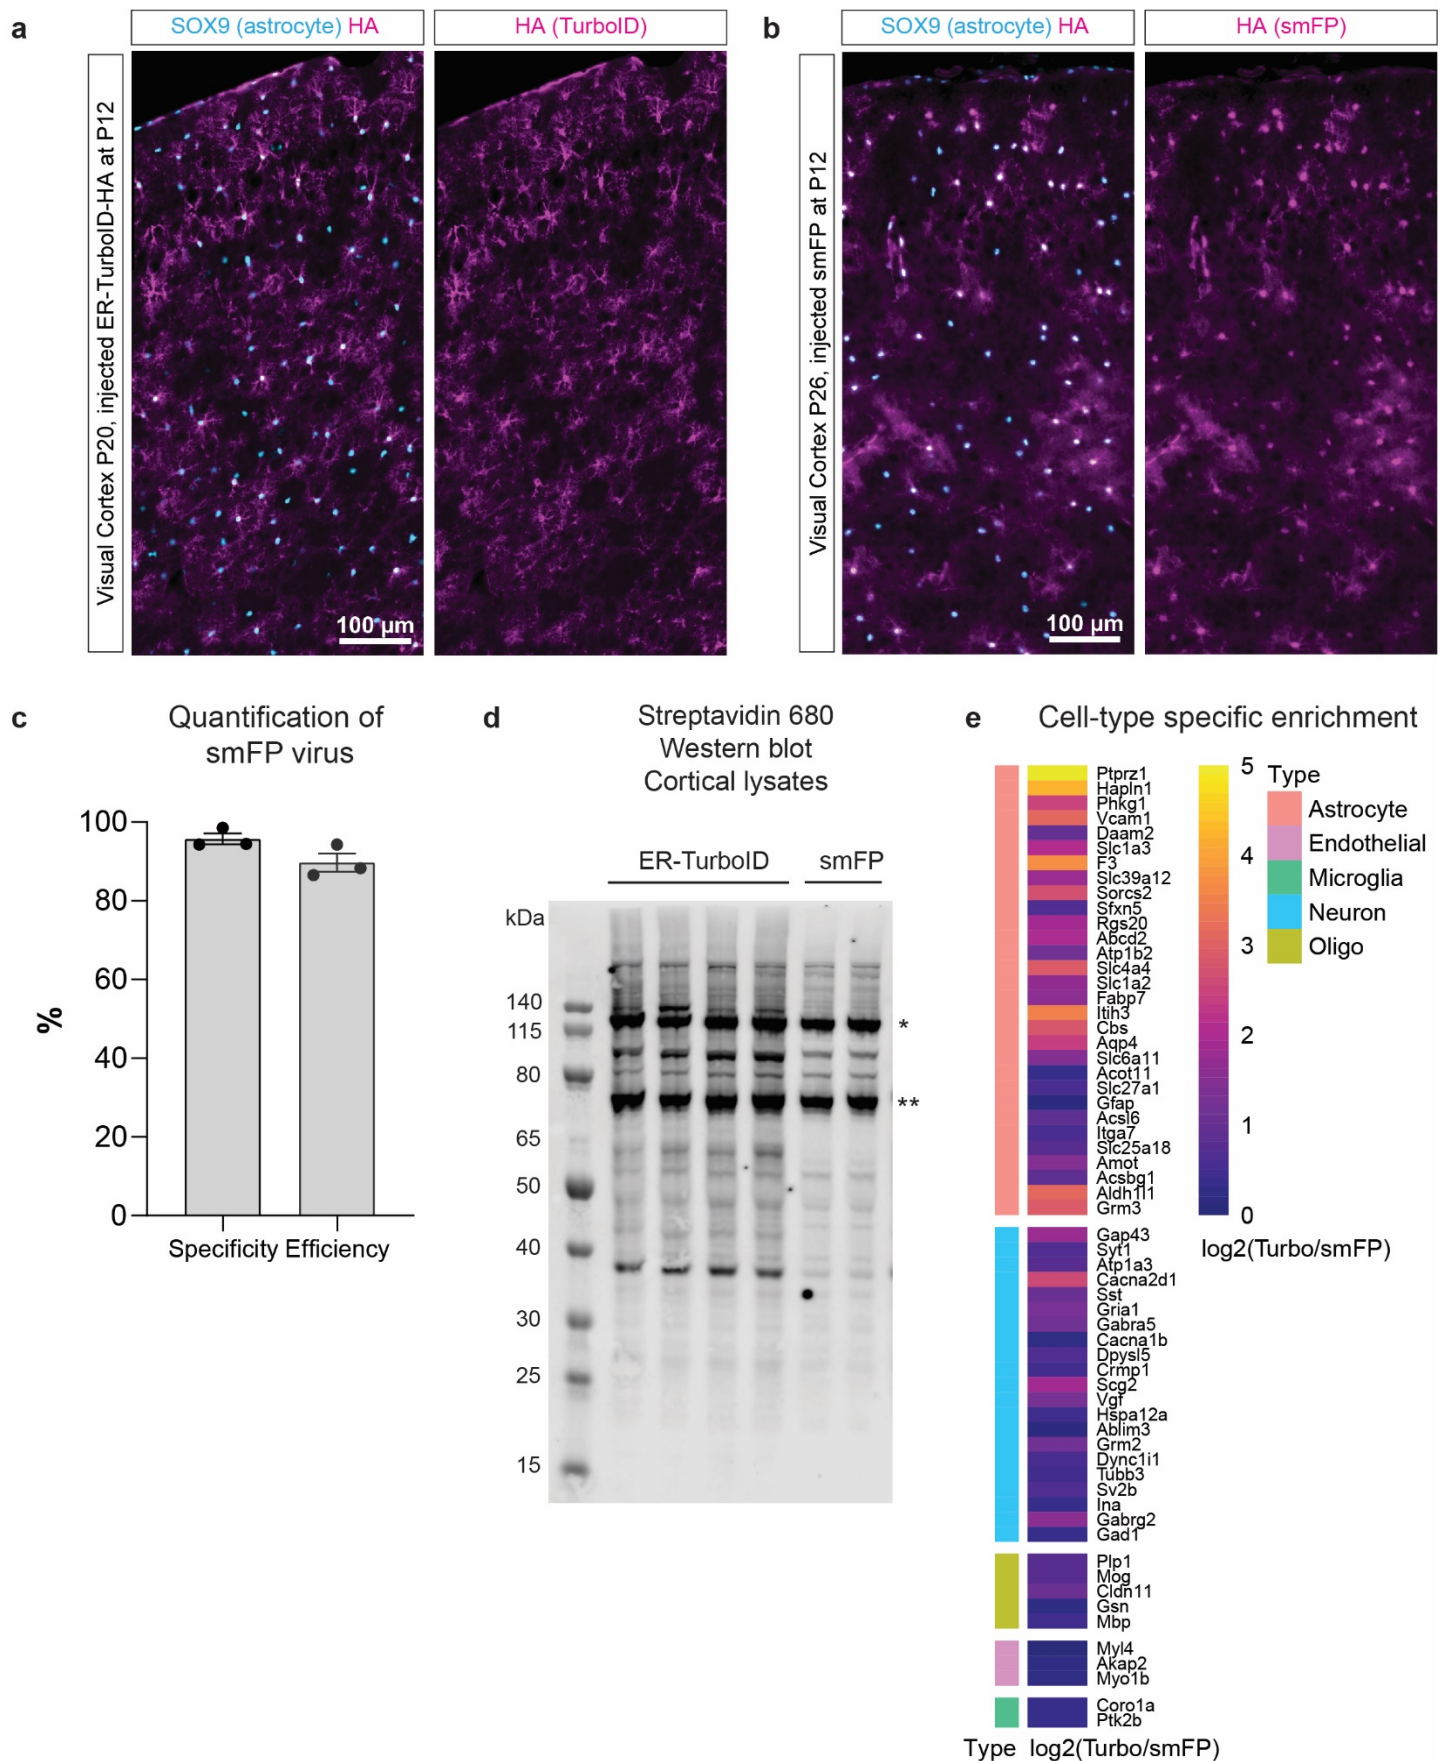 a
SOX9 (astrocyte) HA
HA (TurboID)
Visual Cortex P20, injected ER-TurboID-HA at P12
100 µm
b
SOX9 (astrocyte) HA
HA (smFP)
Visual Cortex P26, injected smFP at P12
100 µm
c
Quantification of
smFP virus
%
100
80
60
40
20
0
Specificity
Efficiency
d
Streptavidin 680
Western blot
Cortical lysates
ER-TurboID
smFP
kDa
140
115
80
65
50
40
30
25
15
*
**
e
Cell-type specific enrichment
Ptprz1
Hapln1
Phkg1
Vcam1
Daam2
Slc1a3
F3
Slc39a12
Sorcs2
Sfxn5
Rgs20
Abcd2
Atp1b2
Slc4a4
Slc1a2
Fabp7
Itih3
Cbs
Aqp4
Slc6a11
Acot11
Slc27a1
Gfap
Acsl6
Itga7
Slc25a18
Amot
Acsbg1
Aldh1l1
Grm3
Gap43
Syt1
Atp1a3
Cacna2d1
Sst
Gria1
Gabra5
Cacna1b
Dpysl5
Crmp1
Scg2
Vgf
Hspa12a
Ablim3
Grm2
Dync1i1
Tubb3
Sv2b
Ina
Gabrg2
Gad1
Plp1
Mog
Cldn11
Gsn
Mbp
Myl4
Akap2
Myo1b
Coro1a
Ptk2b
Type log2(Turbo/smFP)
5
4
3
2
1
0
log2(Turbo/smFP)
Type
Astrocyte
Endothelial
Microglia
Neuron
Oligo